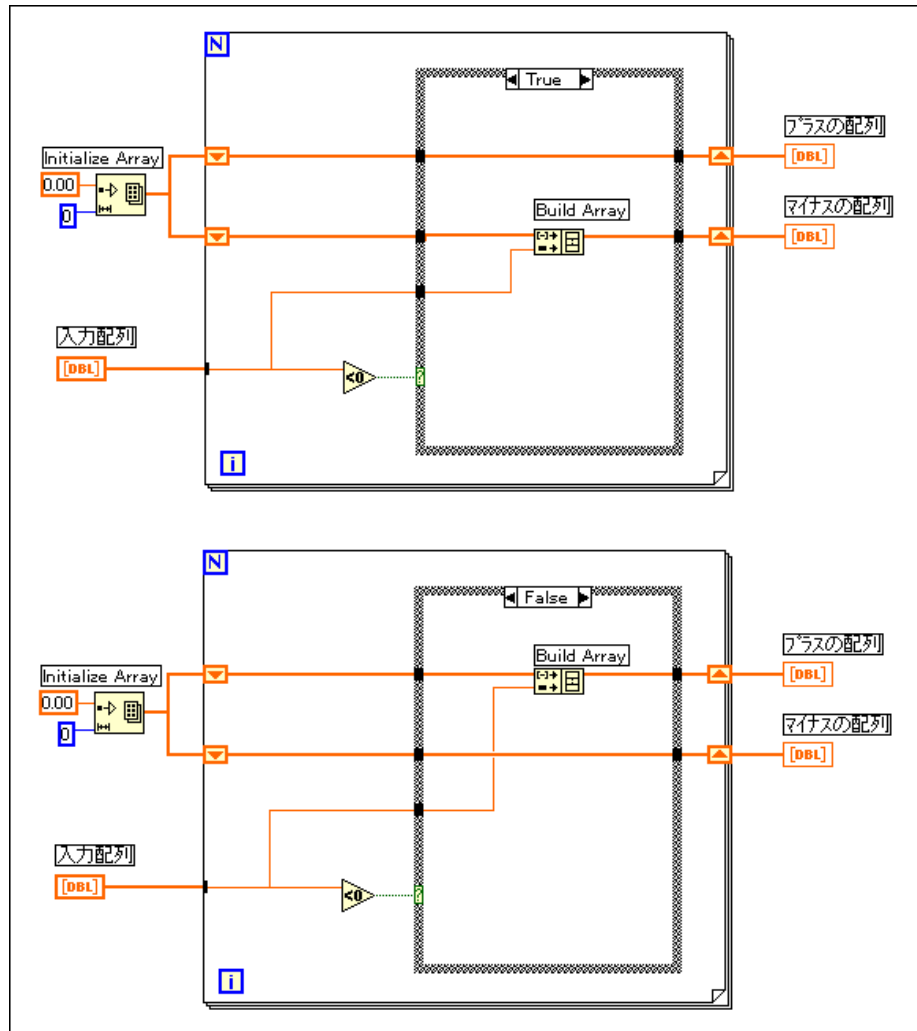 N
True
プラスの配列
[DBL]
Initialize Array
0.00
0
Build Array
マイナスの配列
[DBL]
入力配列
[DBL]
<0
?
i
N
False
プラスの配列
[DBL]
Build Array
Initialize Array
0.00
0
マイナスの配列
[DBL]
入力配列
[DBL]
<0
?
i